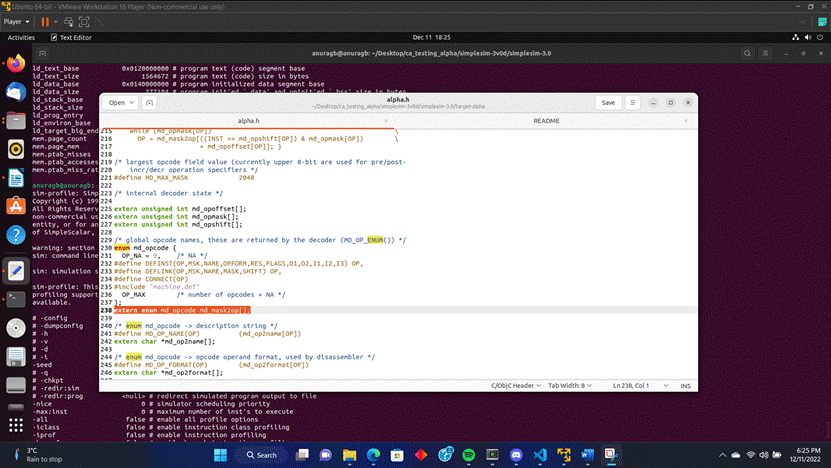 Ubuntu 64-bit - VMware Workstation 16 Player (Non-commercial use only)
Player
Activities
Text Editor
Dec 11 18:25
anuragb@anuragb: ~/Desktop/ca_testing_alpha/simplesim-3v0d/simplesim-3.0
ld_text_base 0x0120000000 # program text (code) segment base
ld_text_size 1564672 # program text (code) size in bytes
ld_data_base 0x0140000000 # program initialized data segment base
ld_data_size 277104 # program init'ed `.data' and uninit'ed `.bss' size in bytes
ld_stack_base
ld_stack_size
ld_prog_entry
ld_environ_base
ld_target_big_end
mem.page_count
mem.page_mem
mem.ptab_misses
mem.ptab_accesses
mem.ptab_miss_rat
anuragb@anuragb:
sim-profile: Simp
Copyright (c) 199
All Rights Reserv
non-commercial us
entity, or for an
of SimpleScalar,
warning: section
sim: command line
sim: simulation s
sim-profile: This
profiling support
available.
# -config
# -dumpconfig
# -h
# -v
# -d
# -i
-seed
# -q
# -chkpt
# -redir:sim
# -redir:prog <null> # redirect simulated program output to file
-nice 0 # simulator scheduling priority
-max:inst 0 # maximum number of inst's to execute
-all false # enable all profile options
-iclass false # enable instruction class profiling
-iprof false # enable instruction profiling
Open
alpha.h
~/Desktop/ca_testing_alpha/simplesim-3v0d/simplesim-3.0/target-alpha
Save
alpha.h
README
215 while (MD_opmask[OP]) \
216 OP = md_mask2op[((INST >> md_opshift[OP]) & md_opmask[OP]) \
217 + md_opoffset[OP]]; }
218
219 /* largest opcode field value (currently upper 8-bit are used for pre/post-
220 incr/decr operation specifiers */
221 #define MD_MAX_MASK 2048
222
223 /* internal decoder state */
224
225 extern unsigned int md_opoffset[];
226 extern unsigned int md_opmask[];
227 extern unsigned int md_opshift[];
228
229 /* global opcode names, these are returned by the decoder (MD_OP_ENUM()) */
230 enum md_opcode {
231 OP_NA = 0, /* NA */
232 #define DEFINST(OP,MSK,NAME,OPFORM,RES,FLAGS,O1,O2,I1,I2,I3) OP,
233 #define DEFLINK(OP,MSK,NAME,MASK,SHIFT) OP,
234 #define CONNECT(OP)
235 #include "machine.def"
236 OP_MAX /* number of opcodes + NA */
237 };
238 extern enum md_opcode md_mask2op[];
239
240 /* enum md_opcode -> description string */
241 #define MD_OP_NAME(OP) (md_op2name[OP])
242 extern char *md_op2name[];
243
244 /* enum md_opcode -> opcode operand format, used by disassembler */
245 #define MD_OP_FORMAT(OP) (md_op2format[OP])
246 extern char *md_op2format[];
C/ObjC Header
Tab Width: 8
Ln 238, Col 1
INS
3°C
Rain to stop
Search
6:25 PM
12/11/2022